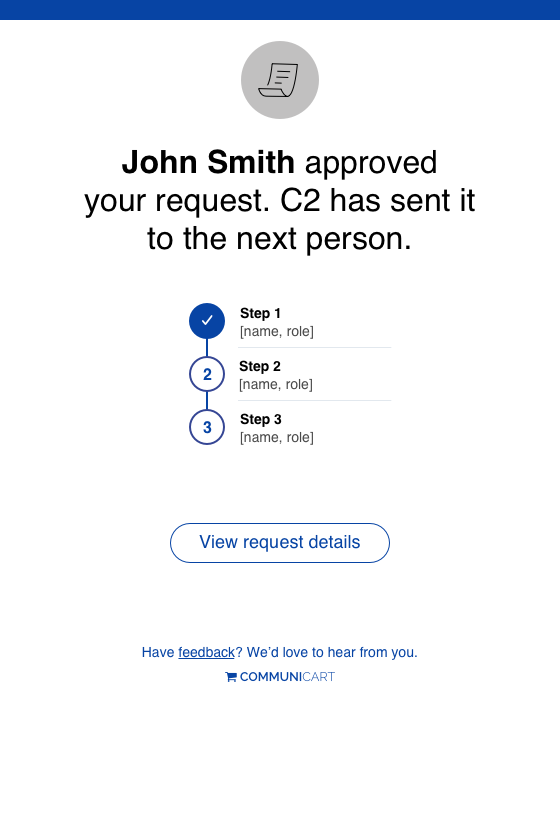 John Smith approved
your request. C2 has sent it
to the next person.
Step 1
[name, role]
2
Step 2
[name, role]
3
Step 3
[name, role]
View request details
Have feedback? We'd love to hear from you.
COMMUNICART